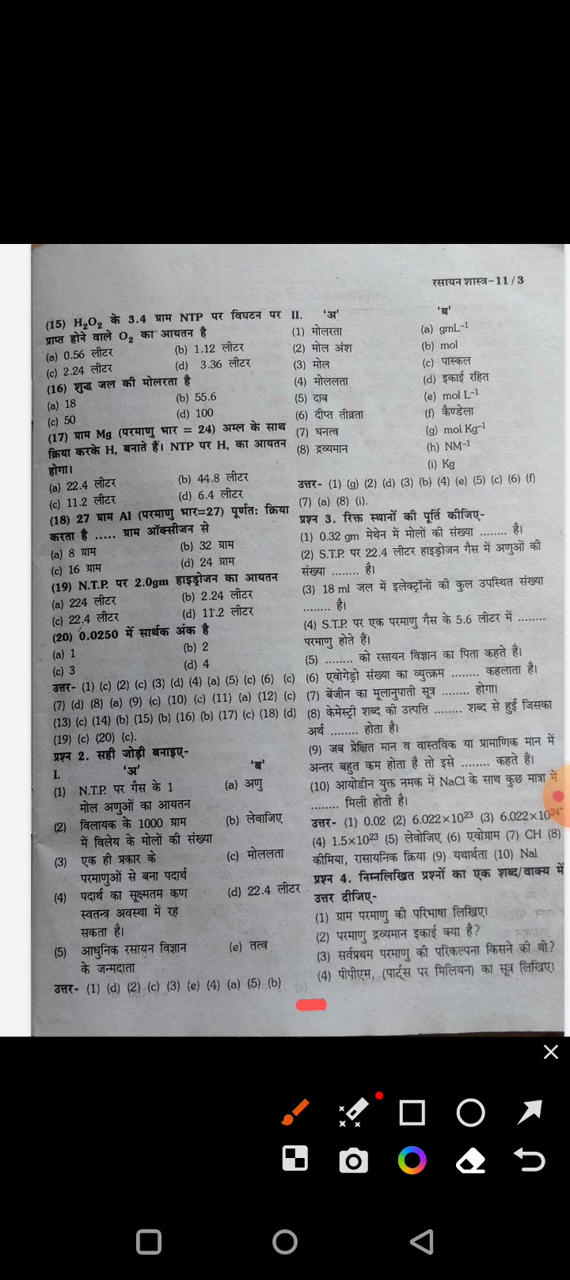 रसायन शास्त्र-11/3
(15) H₂O₂ के 3.4 ग्राम NTP पर विघटन पर
प्राप्त होने वाले O₂ का आयतन है
(a) 0.56 लीटर (b) 1.12 लीटर
(c) 2.24 लीटर (d) 3.36 लीटर
(16) शुद्ध जल की मोलरता है
(a) 18 (b) 55.6
(c) 50 (d) 100
(17) ग्राम Mg (परमाणु भार = 24) अम्ल के साथ
क्रिया करके H, बनाते हैं। NTP पर H, का आयतन
होगा।
(a) 22.4 लीटर (b) 44.8 लीटर
(c) 11.2 लीटर (d) 6.4 लीटर
(18) 27 ग्राम Al (परमाणु भार=27) पूर्णतः क्रिया
करता है ..... ग्राम ऑक्सीजन से
(a) 8 ग्राम (b) 32 ग्राम
(c) 16 ग्राम (d) 24 ग्राम
(19) N.T.P. पर 2.0gm हाइड्रोजन का आयतन
(a) 224 लीटर (b) 2.24 लीटर
(c) 22.4 लीटर (d) 11.2 लीटर
(20) 0.0250 में सार्थक अंक है
(a) 1 (b) 2
(c) 3 (d) 4
उत्तर- (1) (c) (2) (c) (3) (d) (4) (a) (5) (c) (6) (c)
(7) (d) (8) (a) (9) (c) (10) (c) (11) (a) (12) (c)
(13) (c) (14) (b) (15) (b) (16) (b) (17) (c) (18) (d)
(19) (c) (20) (c).
प्रश्न 2. सही जोड़ी बनाइए-
I. 'अ' 'ब'
(1) N.T.P. पर गैस के 1 (a) अणु
मोल अणुओं का आयतन
(2) विलायक के 1000 ग्राम (b) लेवाजिए
में विलेय के मोलों की संख्या
(3) एक ही प्रकार के (c) मोललता
परमाणुओं से बना पदार्थ
(4) पदार्थ का सूक्ष्मतम कण (d) 22.4 लीटर
स्वतन्त्र अवस्था में रह
सकता है।
(5) आधुनिक रसायन विज्ञान (e) तत्व
के जन्मदाता
उत्तर- (1) (d) (2) (c) (3) (e) (4) (a) (5) (b)
II. 'अ' 'ब'
(1) मोलरता (a) gmL⁻¹
(2) मोल अंश (b) mol
(3) मोल (c) पास्कल
(4) मोललता (d) इकाई रहित
(5) दाब (e) mol L⁻¹
(6) दीप्त तीव्रता (f) कैण्डेला
(7) घनत्व (g) mol Kg⁻¹
(8) द्रव्यमान (h) NM⁻¹
(i) Kg
उत्तर- (1) (g) (2) (d) (3) (b) (4) (e) (5) (c) (6) (f)
(7) (a) (8) (i).
प्रश्न 3. रिक्त स्थानों की पूर्ति कीजिए-
(1) 0.32 gm मेथेन में मोलों की संख्या ........ है।
(2) S.T.P. पर 22.4 लीटर हाइड्रोजन गैस में अणुओं की
संख्या ........ है।
(3) 18 ml जल में इलेक्ट्रॉनों की कुल उपस्थित संख्या
........ है।
(4) S.T.P. पर एक परमाणु गैस के 5.6 लीटर में ........
परमाणु होते हैं।
(5) ........ को रसायन विज्ञान का पिता कहते हैं।
(6) एवोगेड्रो संख्या का व्युत्क्रम ........ कहलाता है।
(7) बेंजीन का मूलानुपाती सूत्र ........ होगा।
(8) केमेस्ट्री शब्द की उत्पत्ति ........ शब्द से हुई जिसका
अर्थ ........ होता है।
(9) जब प्रेक्षित मान व वास्तविक या प्रामाणिक मान में
अन्तर बहुत कम होता है तो इसे ........ कहते हैं।
(10) आयोडीन युक्त नमक में NaCl के साथ कुछ मात्रा में
........ मिली होती है।
उत्तर- (1) 0.02 (2) 6.022×10²³ (3) 6.022×10²⁴
(4) 1.5×10²³ (5) लेवोजिए (6) एवोग्राम (7) CH (8)
कीमिया, रासायनिक क्रिया (9) यथार्थता (10) NaI
प्रश्न 4. निम्नलिखित प्रश्नों का एक शब्द/वाक्य में
उत्तर दीजिए-
(1) ग्राम परमाणु की परिभाषा लिखिए।
(2) परमाणु द्रव्यमान इकाई क्या है?
(3) सर्वप्रथम परमाणु की परिकल्पना किसने की थी?
(4) पीपीएम, (पार्ट्स पर मिलियन) का सूत्र लिखिए।